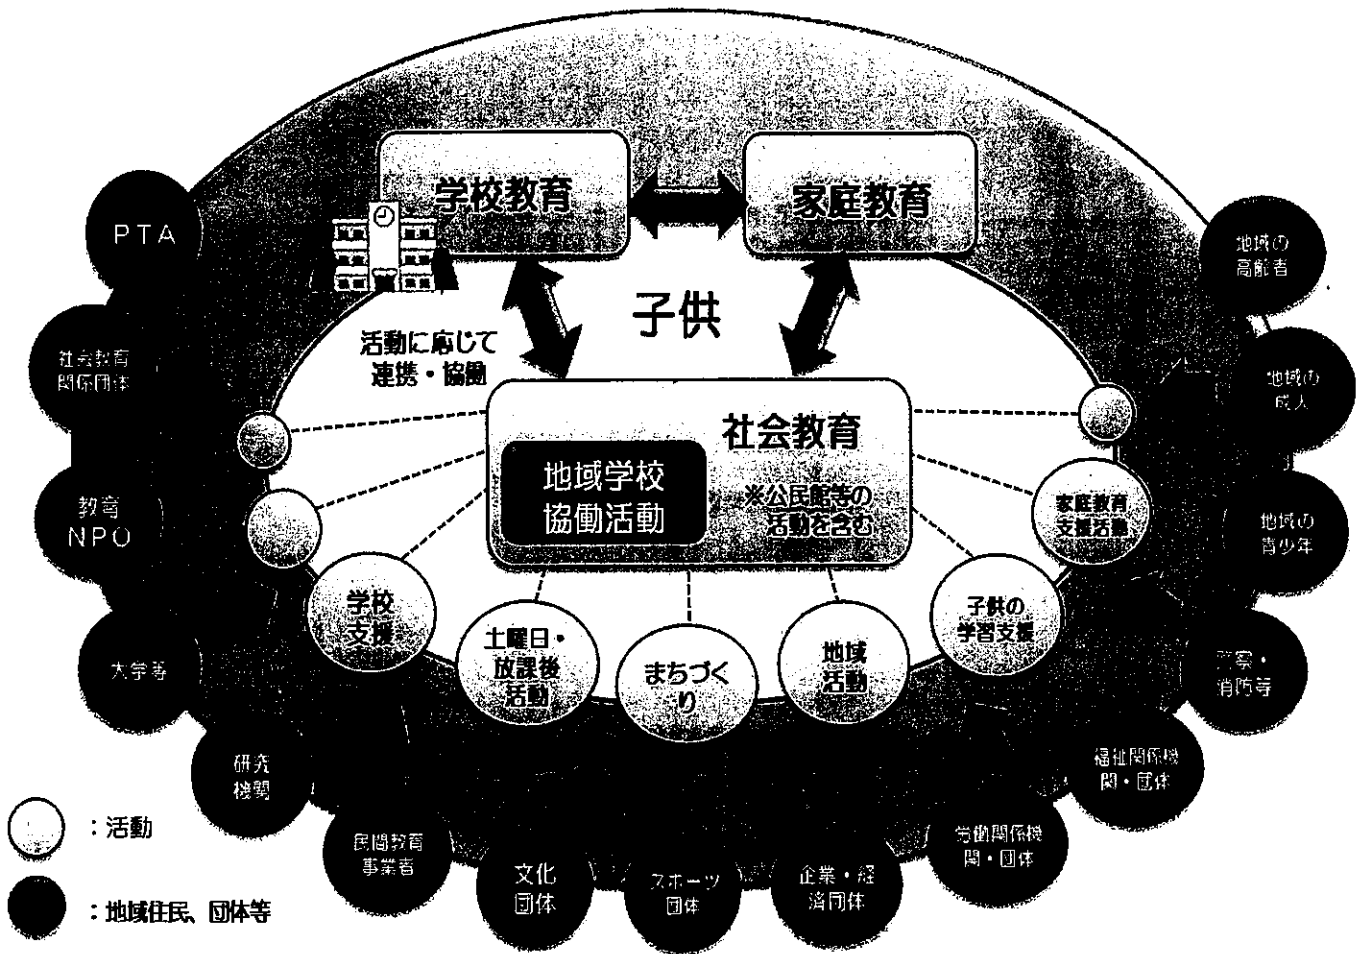 学校教育
家庭教育
PTA
地域の
高齢者
子供
活動に応じて
連携・協働
社会教育
関係団体
地域の
成人
社会教育
地域学校
協働活動
※公民館等の
活動を含む
教育
NPO
家庭教育
支援活動
地域の
青少年
学校
支援
土曜日・
放課後
活動
まちづく
り
地域
活動
子供の
学習支援
大学等
警察・
消防等
研究
機関
福祉関係機
関・団体
民間教育
事業者
文化
団体
スポーツ
団体
企業・経
済団体
労働関係機
関・団体
：活動
：地域住民、団体等